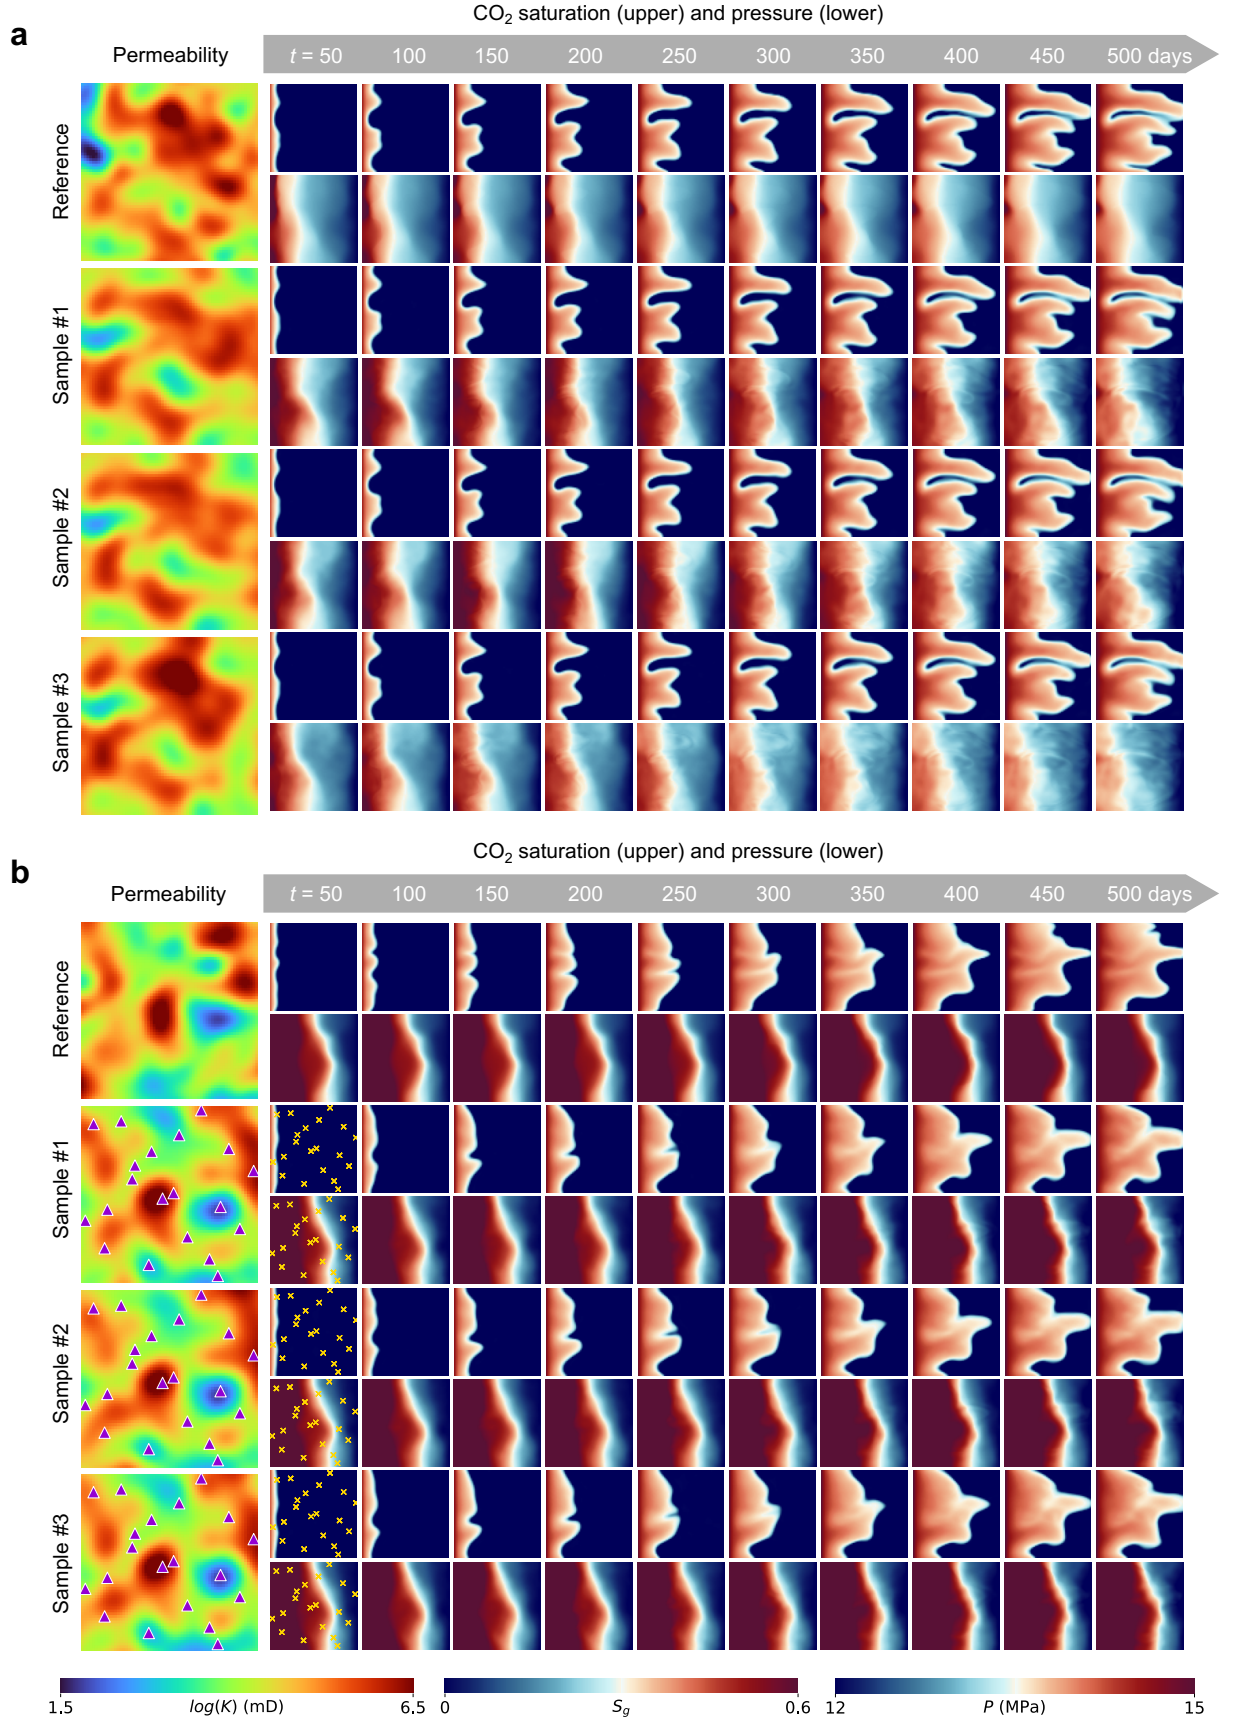 CO2 saturation (upper) and pressure (lower)
a
Permeability
t = 50 100 150 200 250 300 350 400 450 500 days
Reference
Sample #1
Sample #2
Sample #3
CO2 saturation (upper) and pressure (lower)
b
Permeability
t = 50 100 150 200 250 300 350 400 450 500 days
Reference
Sample #1
Sample #2
Sample #3
1.5 log(K) (mD) 6.5
0 Sg 0.6
12 P (MPa) 15